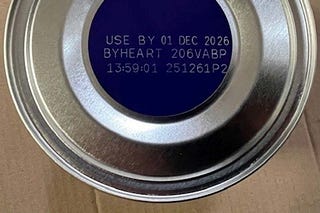 USE BY 01 DEC 2026
BYHEART 206VABP
13:59:01 251261P2